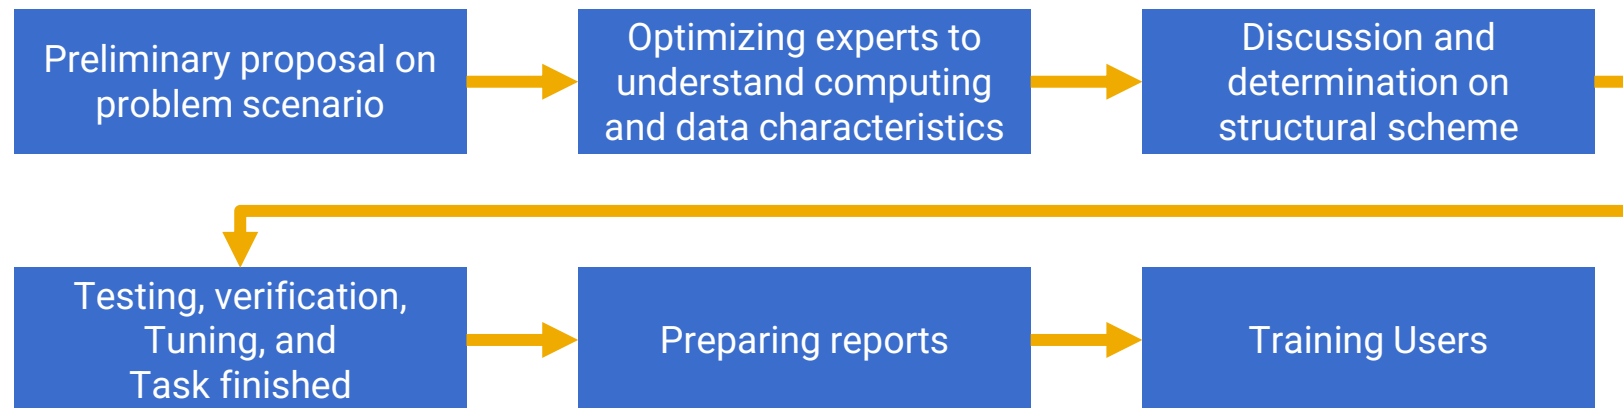 Preliminary proposal on
problem scenario
Optimizing experts to
understand computing
and data characteristics
Discussion and
determination on
structural scheme
Testing, verification,
Tuning, and
Task finished
Preparing reports
Training Users